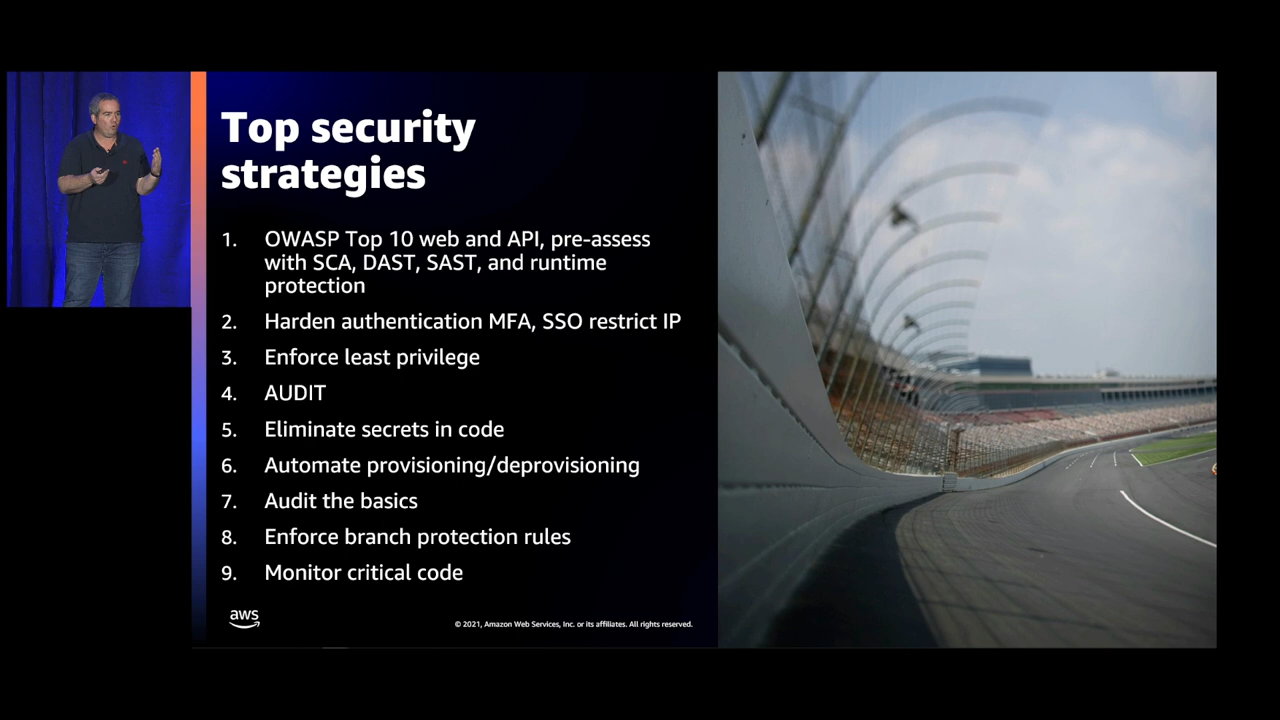 Top security
strategies
1. OWASP Top 10 web and API, pre-assess
with SCA, DAST, SAST, and runtime
protection
2. Harden authentication MFA, SSO restrict IP
3. Enforce least privilege
4. AUDIT
5. Eliminate secrets in code
6. Automate provisioning/deprovisioning
7. Audit the basics
8. Enforce branch protection rules
9. Monitor critical code
aws
© 2021, Amazon Web Services, Inc. or its affiliates. All rights reserved.